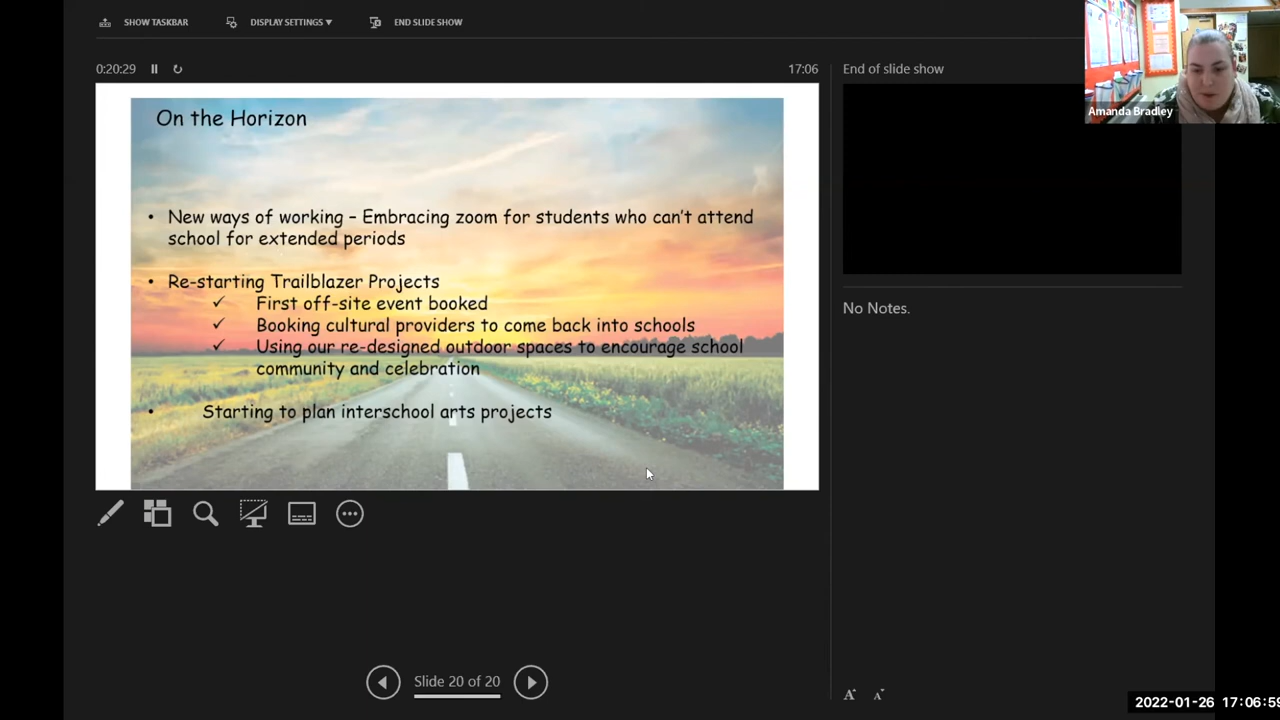 SHOW TASKBAR
DISPLAY SETTINGS ▼
END SLIDE SHOW
0:20:29
17:06
End of slide show
Amanda Bradley
On the Horizon
• New ways of working – Embracing zoom for students who can't attend
school for extended periods
• Re-starting Trailblazer Projects
✓ First off-site event booked
✓ Booking cultural providers to come back into schools
✓ Using our re-designed outdoor spaces to encourage school
community and celebration
• Starting to plan interschool arts projects
No Notes.
Slide 20 of 20
A A
2022-01-26 17:06:59